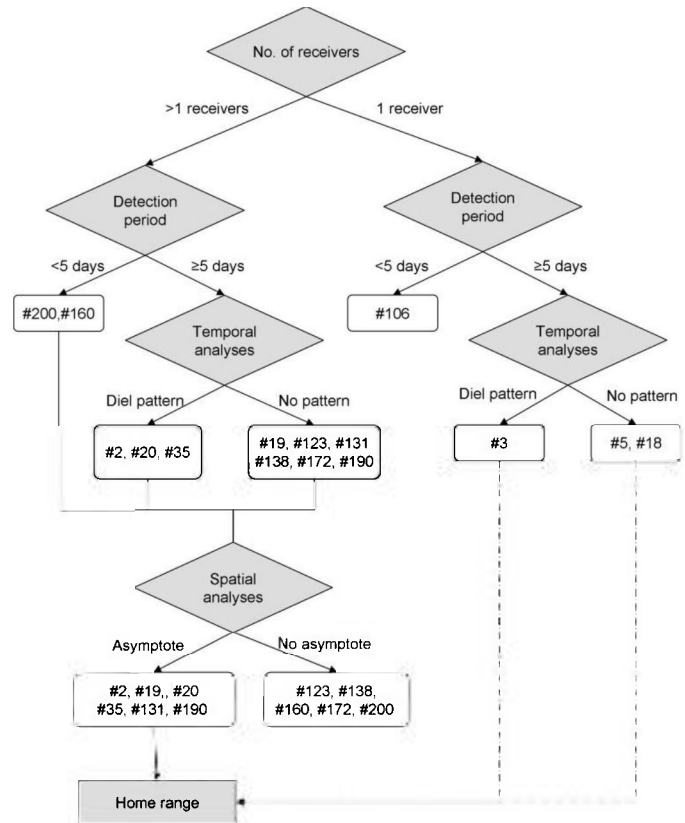 No. of receivers
>1 receivers
1 receiver
Detection
period
Detection
period
<5 days
≥5 days
<5 days
≥5 days
#200,#160
Temporal
analyses
#106
Temporal
analyses
Diel pattern
No pattern
Diel pattern
No pattern
#2, #20, #35
#19, #123, #131
#138, #172, #190
#3
#5, #18
Spatial
analyses
Asymptote
No asymptote
#2, #19,, #20
#35, #131, #190
#123, #138,
#160, #172, #200
Home range